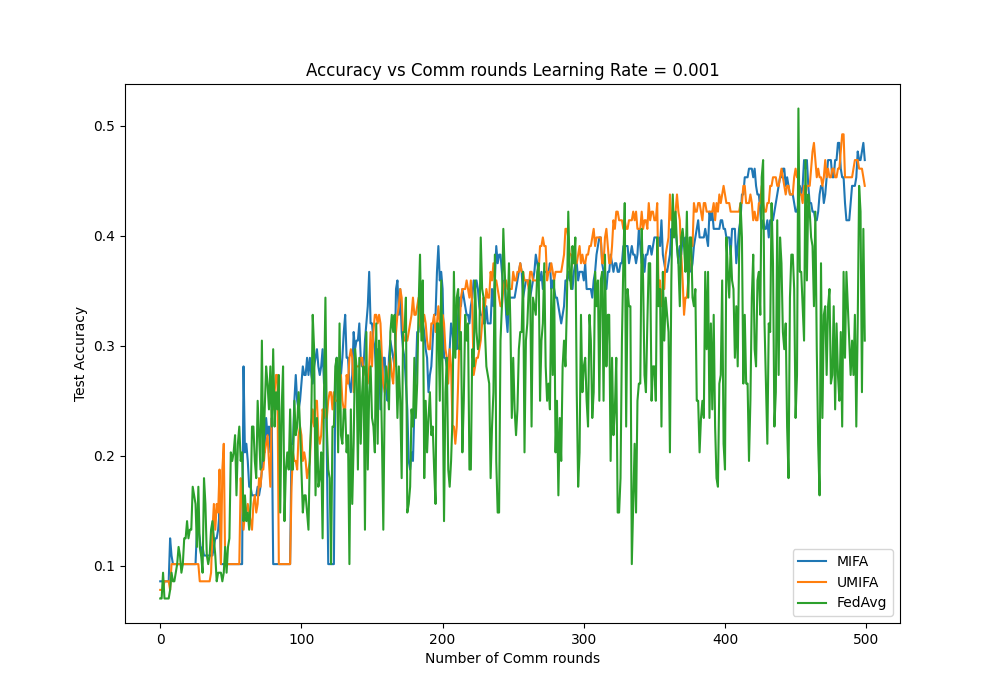 Accuracy vs Comm rounds Learning Rate = 0.001
0.5
0.4
0.3
0.2
0.1
Test Accuracy
MIFA
UMIFA
FedAvg
0 100 200 300 400 500
Number of Comm rounds